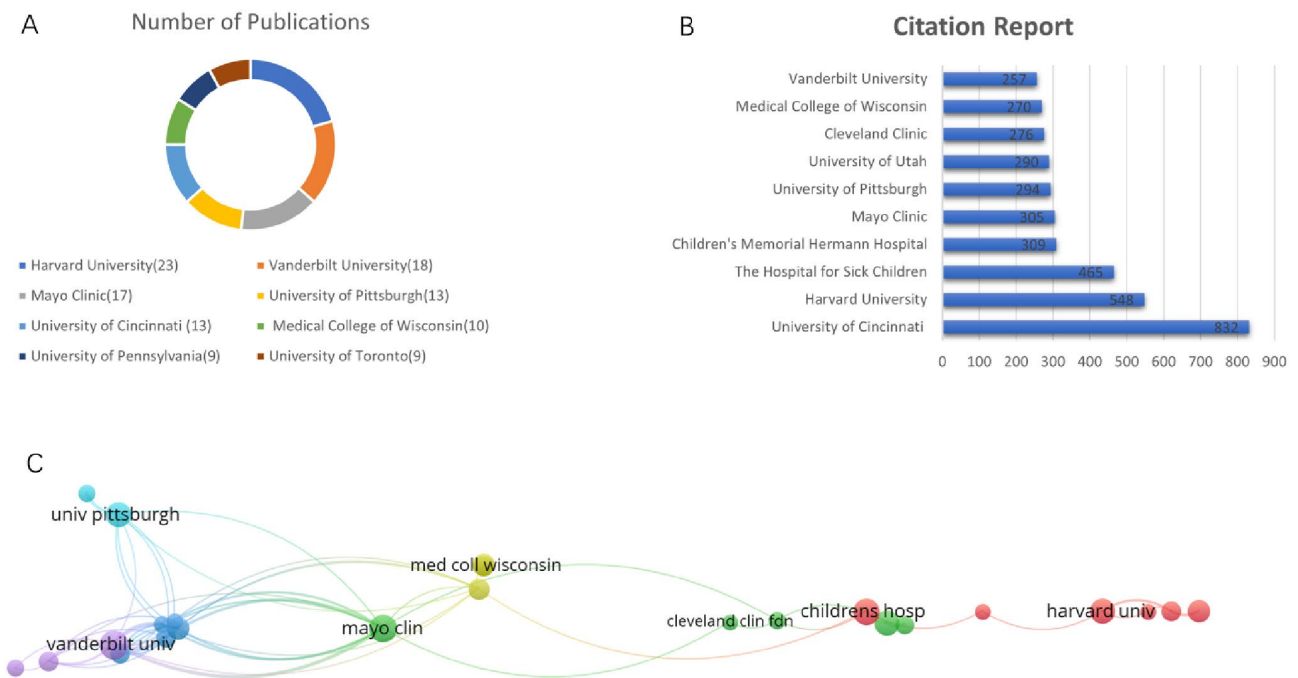 A
Number of Publications
Harvard University(23)
Vanderbilt University(18)
Mayo Clinic(17)
University of Pittsburgh(13)
University of Cincinnati (13)
Medical College of Wisconsin(10)
University of Pennsylvania(9)
University of Toronto(9)
B
Citation Report
Vanderbilt University 257
Medical College of Wisconsin 270
Cleveland Clinic 276
University of Utah 290
University of Pittsburgh 294
Mayo Clinic 305
Children's Memorial Hermann Hospital 309
The Hospital for Sick Children 465
Harvard University 548
University of Cincinnati 832
0 100 200 300 400 500 600 700 800 900
C
univ pittsburgh
med coll wisconsin
vanderbilt univ
mayo clin
cleveland clin fdn
childrens hosp
harvard univ